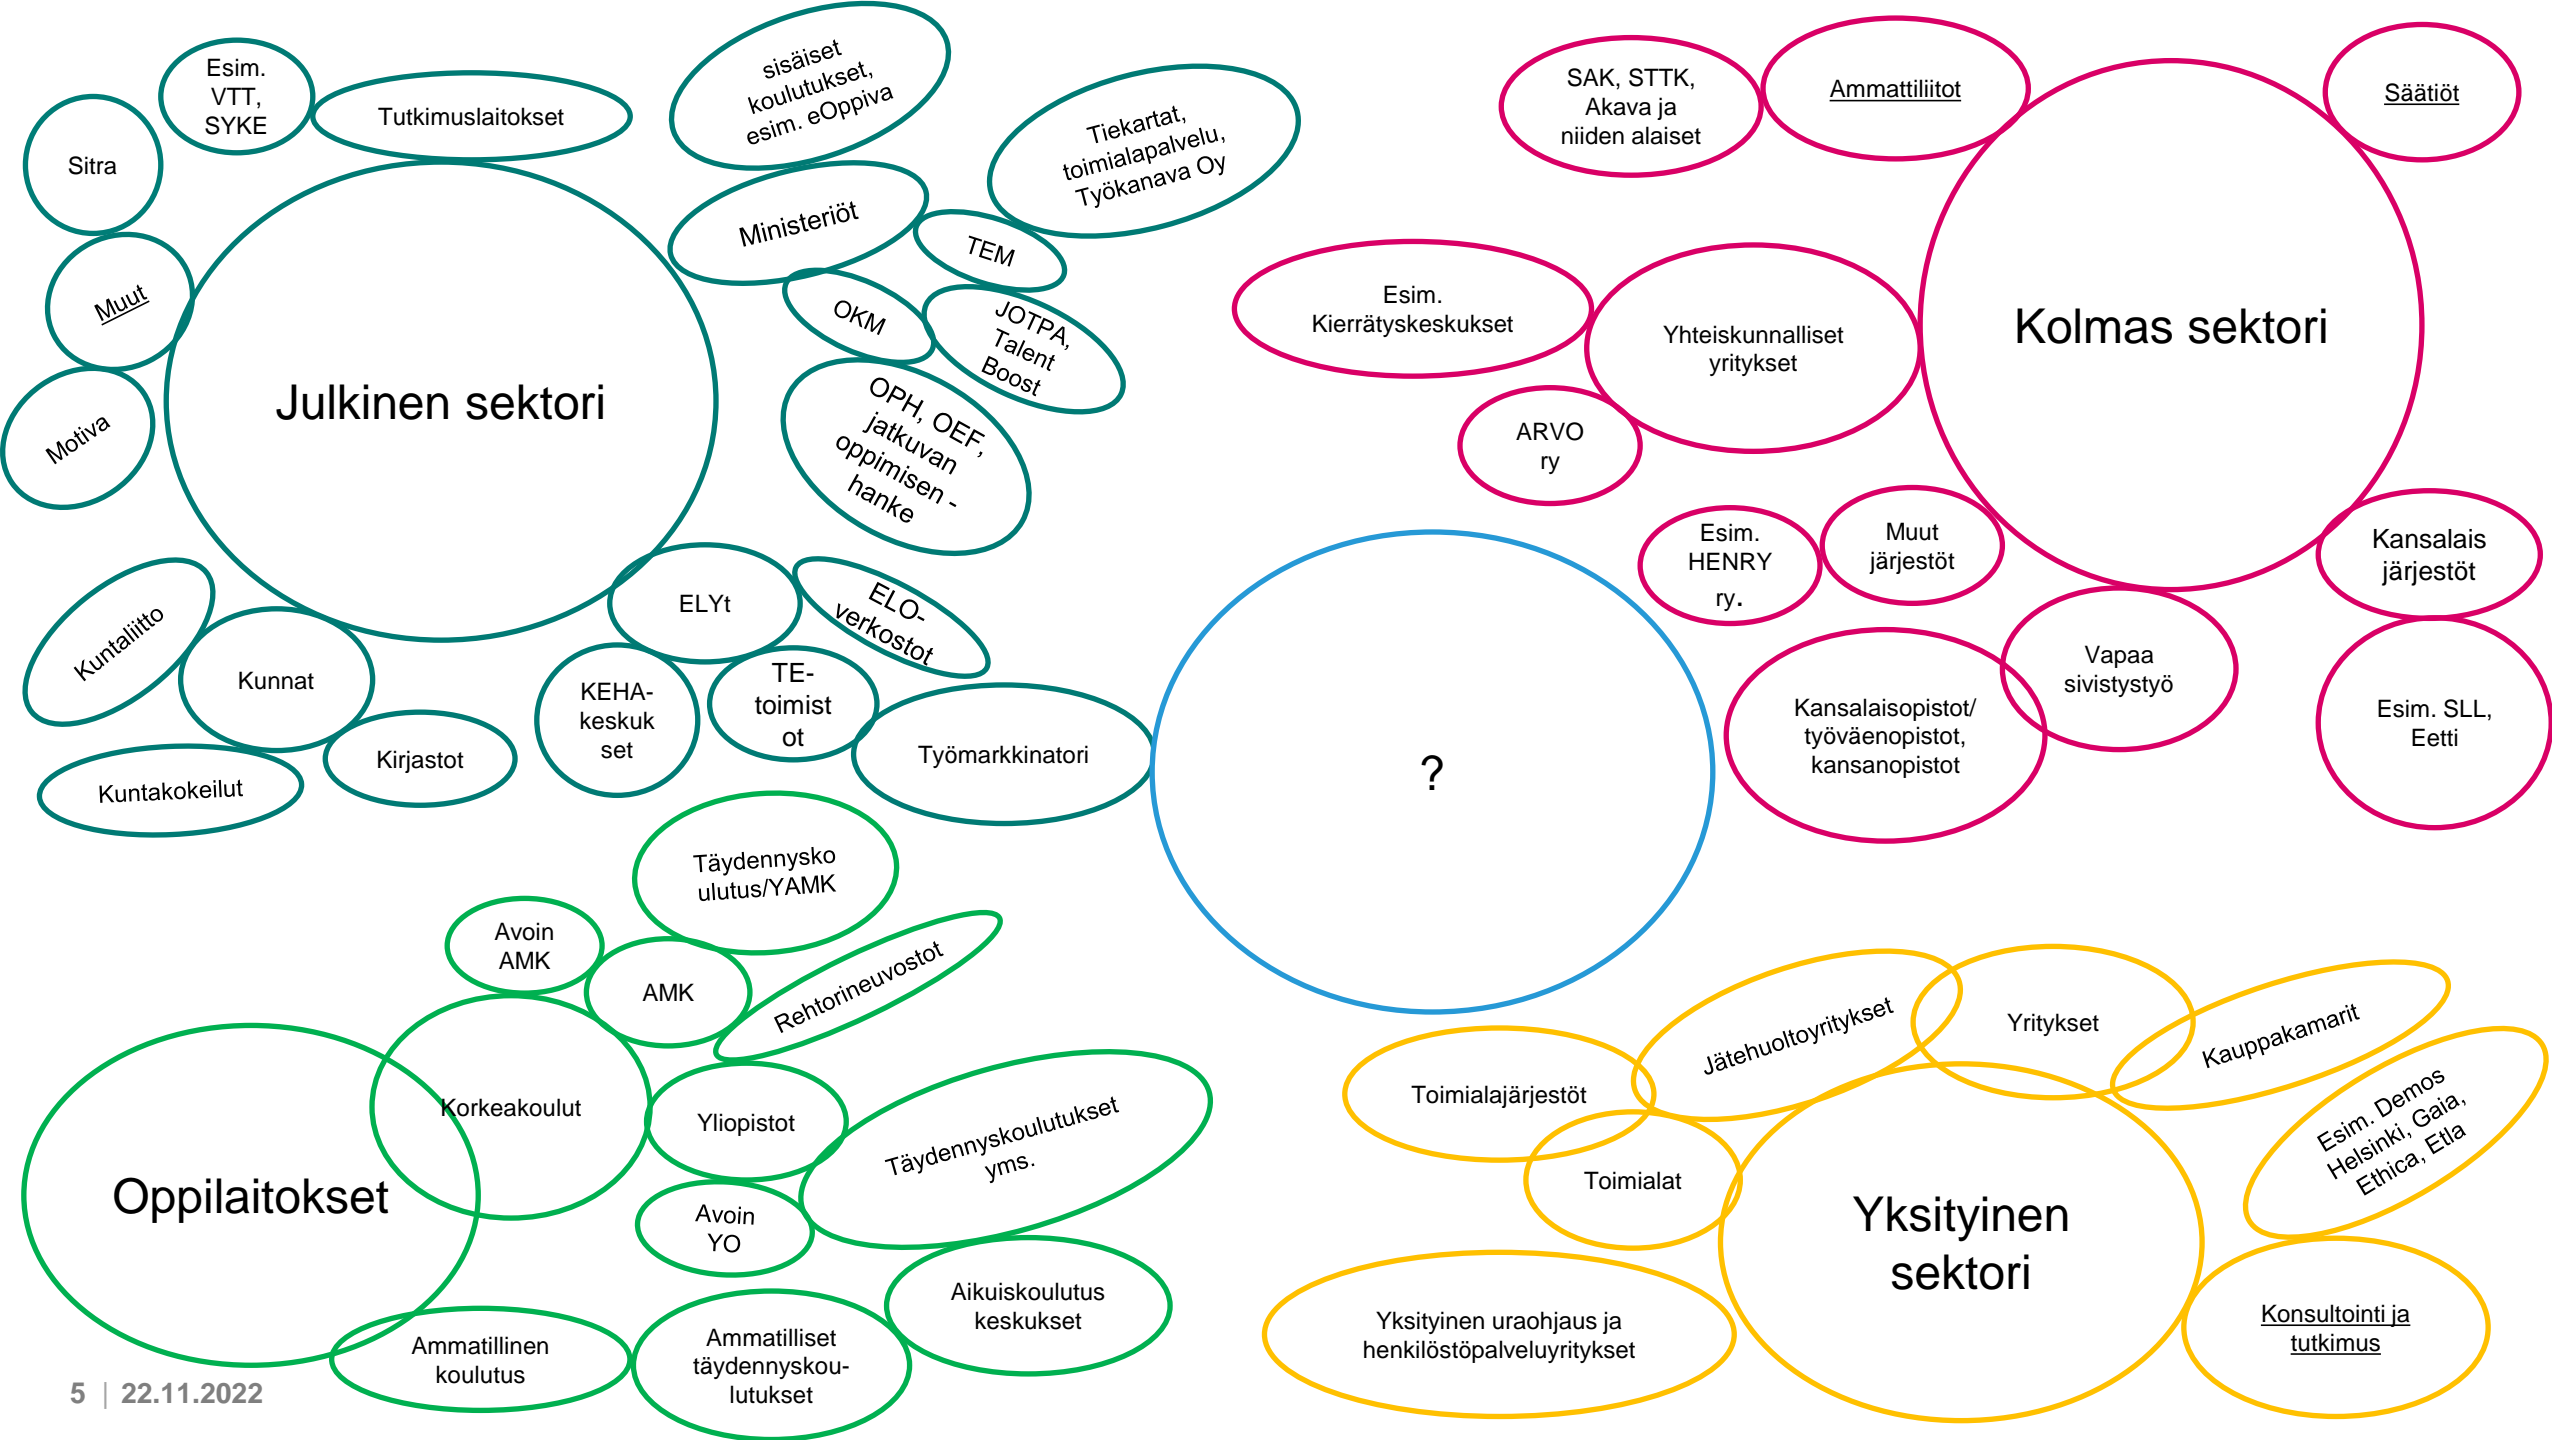 Esim.
VTT,
SYKE
Tutkimuslaitokset
Sitra
Muut
Motiva
Julkinen sektori
sisäiset
koulutukset,
esim. eOppiva
Ministeriöt
Tiekartat,
toimialapalvelu,
Työkanava Oy
TEM
OKM
JOTPA,
Talent
Boost
OPH, OEF,
jatkuvan
oppimisen -
hanke
ELYt
ELO-
verkostot
KEHA-
keskuk
set
TE-
toimist
ot
Työmarkkinatori
Kuntaliitto
Kunnat
Kirjastot
Kuntakokeilut
SAK, STTK,
Akava ja
niiden alaiset
Ammattiliitot
Säätiöt
Kolmas sektori
Esim.
Kierrätyskeskukset
Yhteiskunnalliset
yritykset
ARVO
ry
Esim.
HENRY
ry.
Muut
järjestöt
Kansalais
järjestöt
Vapaa
sivistystyö
Kansalaisopistot/
työväenopistot,
kansanopistot
Esim. SLL,
Eetti
?
Täydennysko
ulutus/YAMK
Avoin
AMK
AMK
Rehtorineuvostot
Korkeakoulut
Yliopistot
Täydennyskoulutukset
yms.
Oppilaitokset
Avoin
YO
Aikuiskoulutus
keskukset
Ammatillinen
koulutus
Ammatilliset
täydennyskou-
lutukset
Jätehuoltoyritykset
Yritykset
Kauppakamarit
Toimialajärjestöt
Toimialat
Esim. Demos
Helsinki, Gaia,
Ethica, Etla
Yksityinen
sektori
Yksityinen uraohjaus ja
henkilöstöpalveluyritykset
Konsultointi ja
tutkimus
5 | 22.11.2022